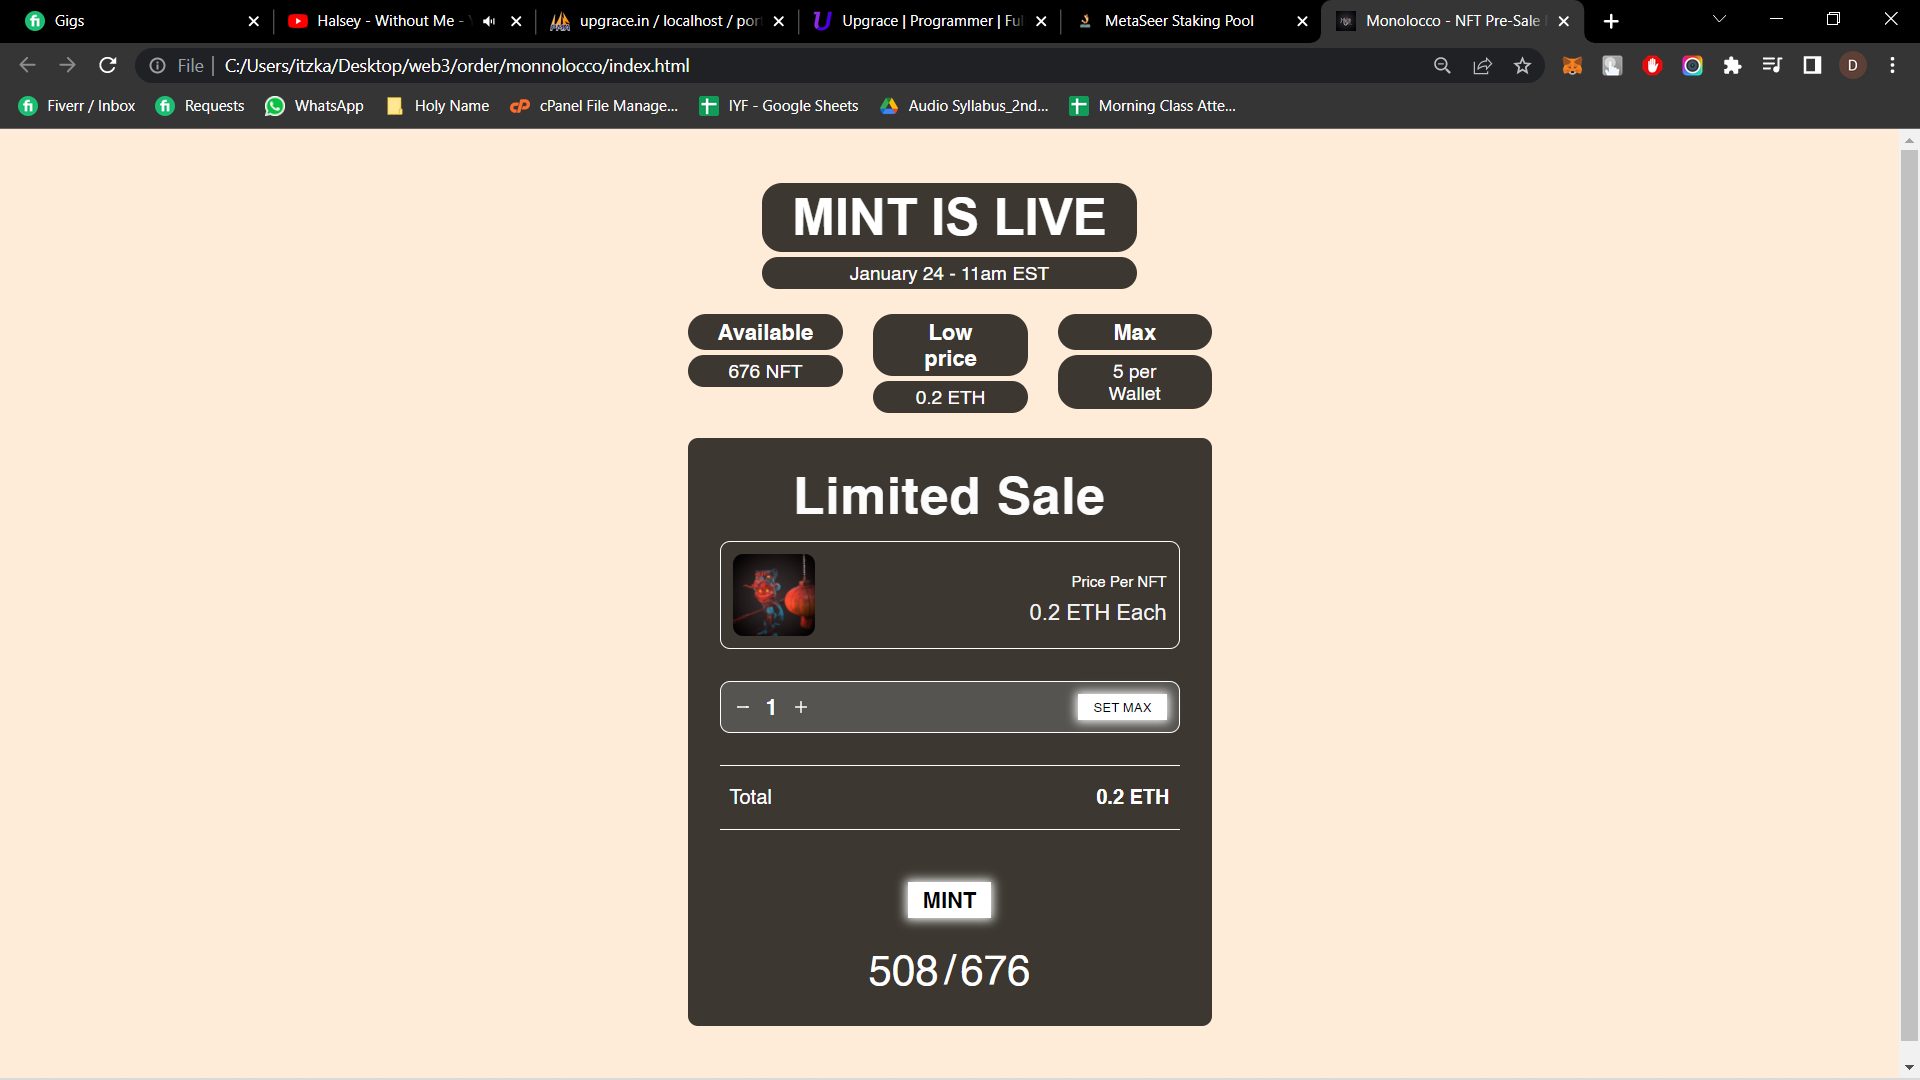 Gigs
Halsey - Without Me -
upgrace.in / localhost / por
Upgrace | Programmer | Ful
MetaSeer Staking Pool
Monolocco - NFT Pre-Sale
File
C:/Users/itzka/Desktop/web3/order/monnolocco/index.html
D
Fiverr / Inbox
Requests
WhatsApp
Holy Name
cPanel File Manage...
IYF - Google Sheets
Audio Syllabus_2nd...
Morning Class Atte...
MINT IS LIVE
January 24 - 11am EST
Available
676 NFT
Low
price
0.2 ETH
Max
5 per
Wallet
Limited Sale
Price Per NFT
0.2 ETH Each
− 1 +
SET MAX
Total
0.2 ETH
MINT
508/676